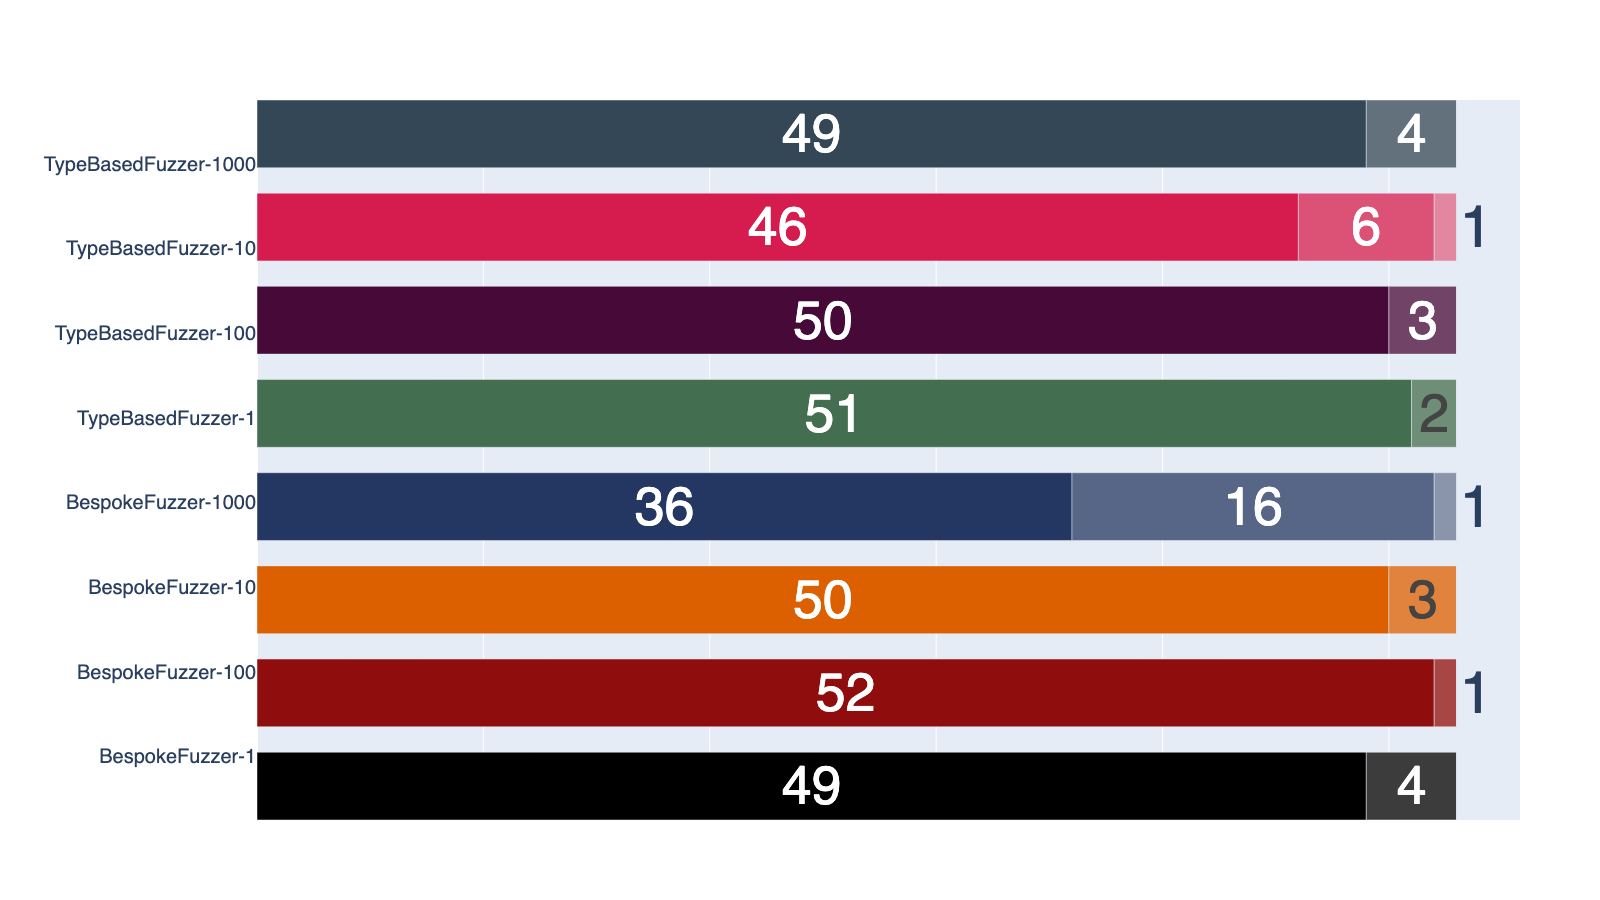 49 4
TypeBasedFuzzer-1000
46 6 1
TypeBasedFuzzer-10
50 3
TypeBasedFuzzer-100
51 2
TypeBasedFuzzer-1
36 16 1
BespokeFuzzer-1000
50 3
BespokeFuzzer-10
52 1
BespokeFuzzer-100
49 4
BespokeFuzzer-1